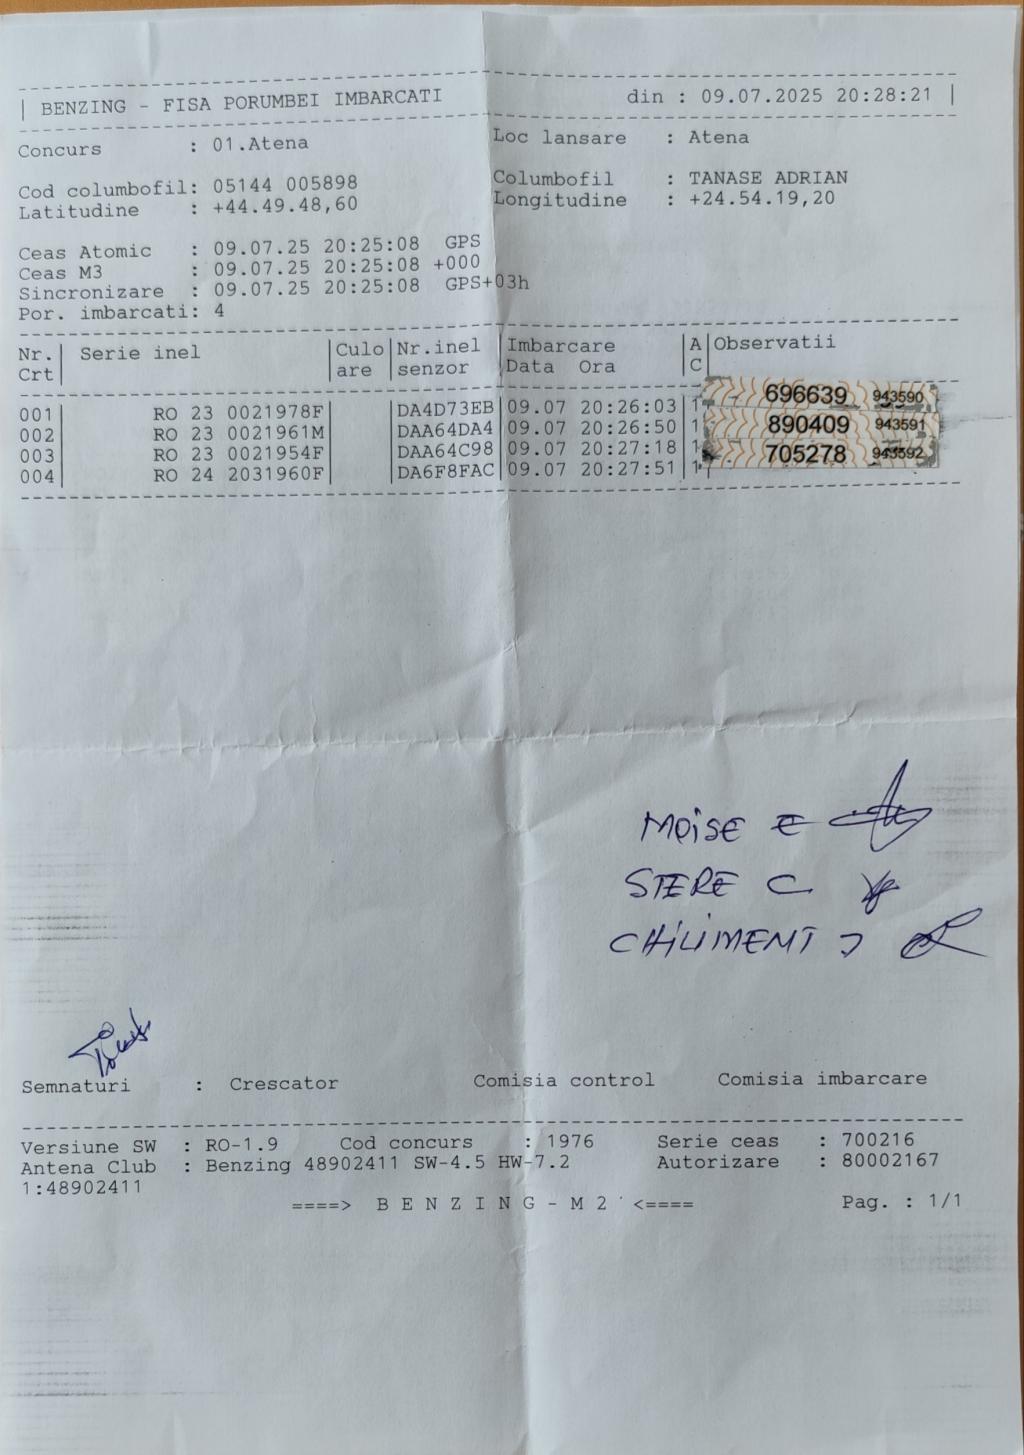 | BENZING - FISA PORUMBEI IMBARCATI din : 09.07.2025 20:28:21 |
Concurs : 01.Atena Loc lansare : Atena
Cod columbofil: 05144 005898 Columbofil : TANASE ADRIAN
Latitudine : +44.49.48,60 Longitudine : +24.54.19,20
Ceas Atomic : 09.07.25 20:25:08 GPS
Ceas M3 : 09.07.25 20:25:08 +000
Sincronizare : 09.07.25 20:25:08 GPS+03h
Por. imbarcati: 4
Nr.| Serie inel |Culo|Nr.inel |Imbarcare |A|Observatii
Crt| |are |senzor |Data Ora |C|
001| RO 23 0021978F| |DA4D73EB|09.07 20:26:03|1 696639 943590
002| RO 23 0021961M| |DAA64DA4|09.07 20:26:50|1 890409 943591
003| RO 23 0021954F| |DAA64C98|09.07 20:27:18|1 705278 943592
004| RO 24 2031960F| |DA6F8FAC|09.07 20:27:51|1
MOISE E
STERE C
CHILIMENT J
Semnaturi : Crescator Comisia control Comisia imbarcare
Versiune SW : RO-1.9 Cod concurs : 1976 Serie ceas : 700216
Antena Club : Benzing 48902411 SW-4.5 HW-7.2 Autorizare : 80002167
1:48902411
====> B E N Z I N G - M 2 <==== Pag. : 1/1